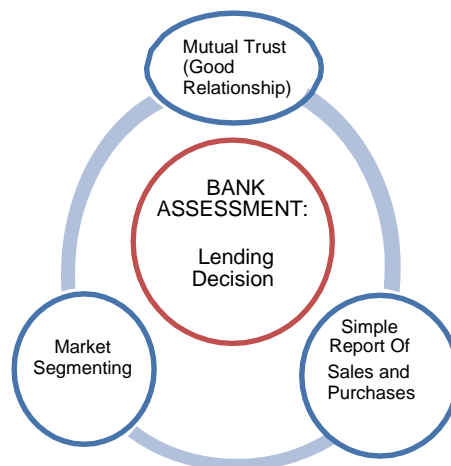 Mutual Trust
(Good
Relationship)
BANK
ASSESSMENT:
Lending
Decision
Market
Segmenting
Simple
Report Of
Sales and
Purchases